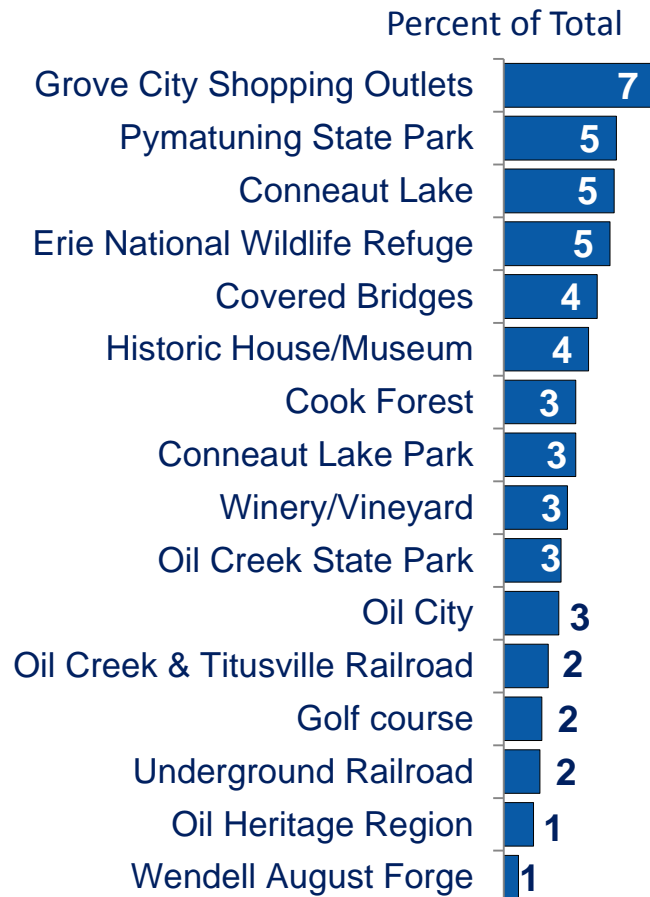 Percent of Total
Grove City Shopping Outlets 7
Pymatuning State Park 5
Conneaut Lake 5
Erie National Wildlife Refuge 5
Covered Bridges 4
Historic House/Museum 4
Cook Forest 3
Conneaut Lake Park 3
Winery/Vineyard 3
Oil Creek State Park 3
Oil City 3
Oil Creek & Titusville Railroad 2
Golf course 2
Underground Railroad 2
Oil Heritage Region 1
Wendell August Forge 1